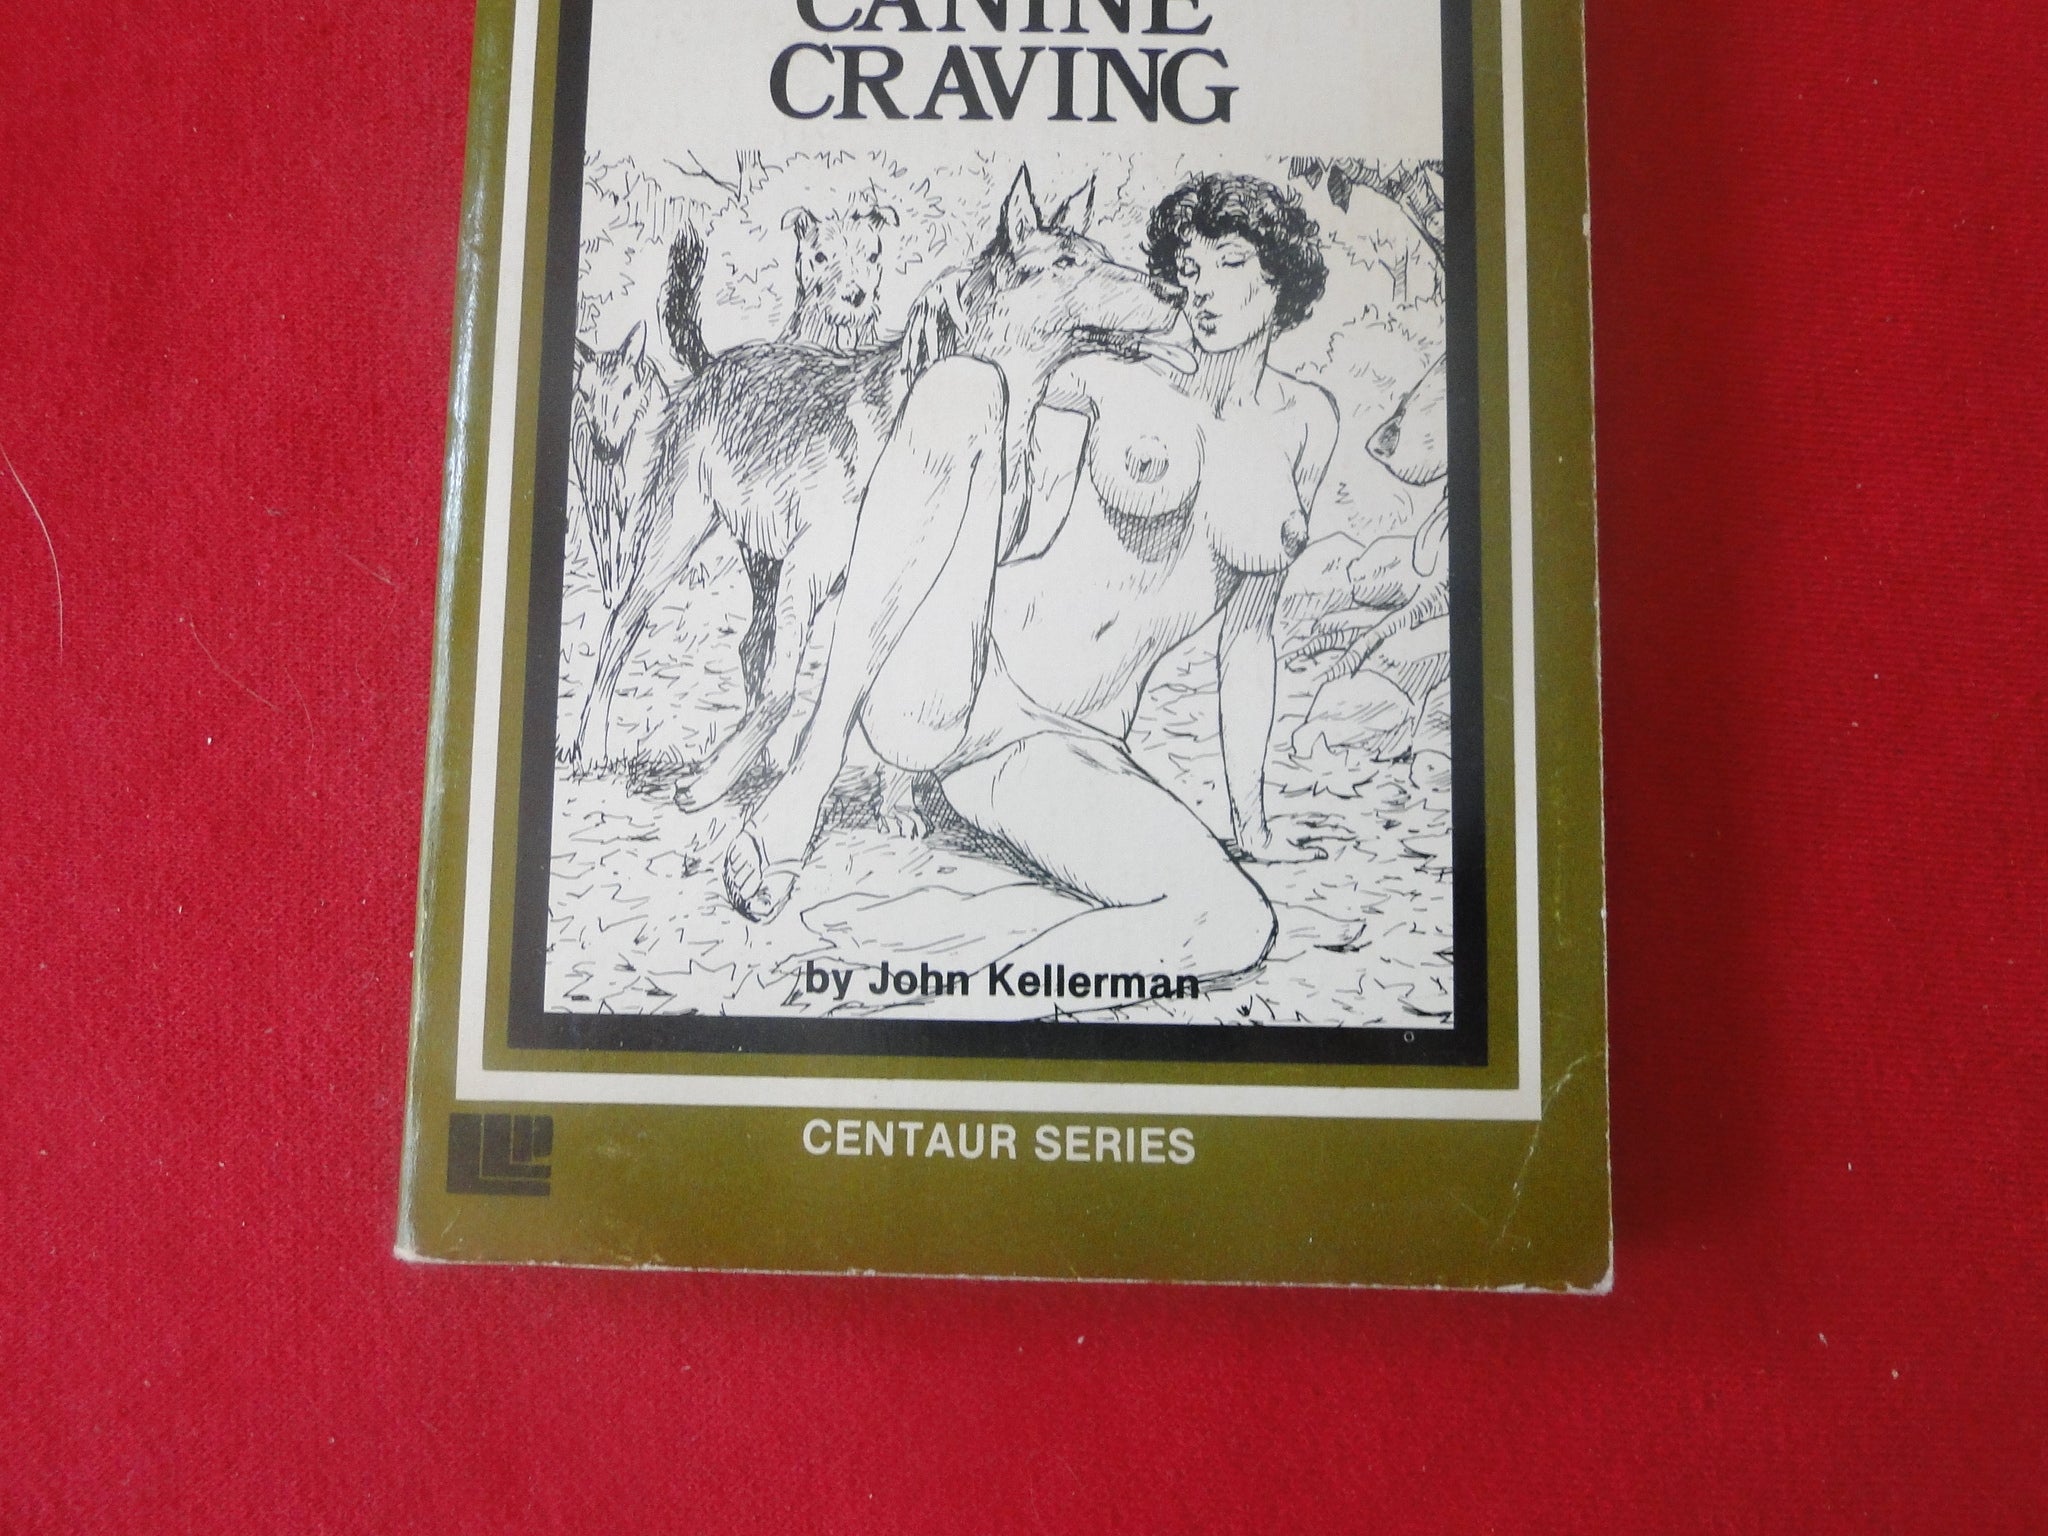 CANINE
CRAVING
by John Kellerman
CENTAUR SERIES